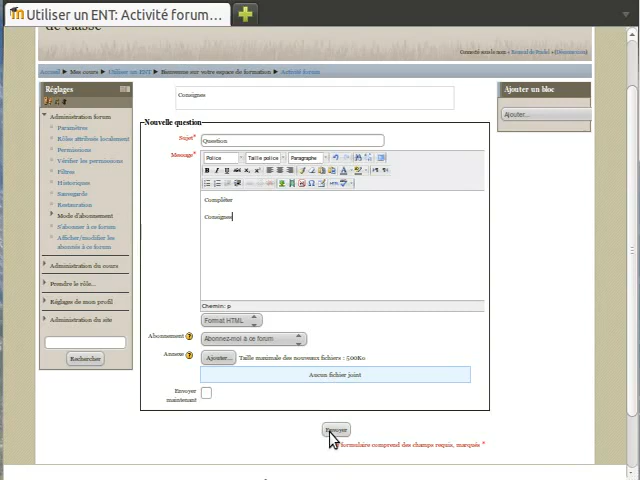 Utiliser un ENT: Activité forum...
de classe
Accueil ► Mes cours ► Utiliser un ENT ► Bienvenue sur votre espace de formation ► Activité forum
Réglages
Administration forum
Paramètres
Rôles attribués localement
Permissions
Vérifier les permissions
Filtres
Historiques
Sauvegarde
Restauration
Mode d'abonnement
S'abonner à ce forum
Afficher/modifier les abonnés à ce forum
Administration du cours
Prendre le rôle...
Réglages de mon profil
Administration du site
Rechercher
Consignes
Nouvelle question
Sujet*
Question
Message*
Police
Taille police
Paragraphe
Compléter
Consignes
Chemin: p
Format HTML
Abonnement
Abonnez-moi à ce forum
Annexe
Ajouter...
Taille maximale des nouveaux fichiers : 500Ko
Aucun fichier joint
Envoyer
maintenant
Envoyer
formulaire comprend des champs requis, marqués *
Ajouter un bloc
Ajouter...